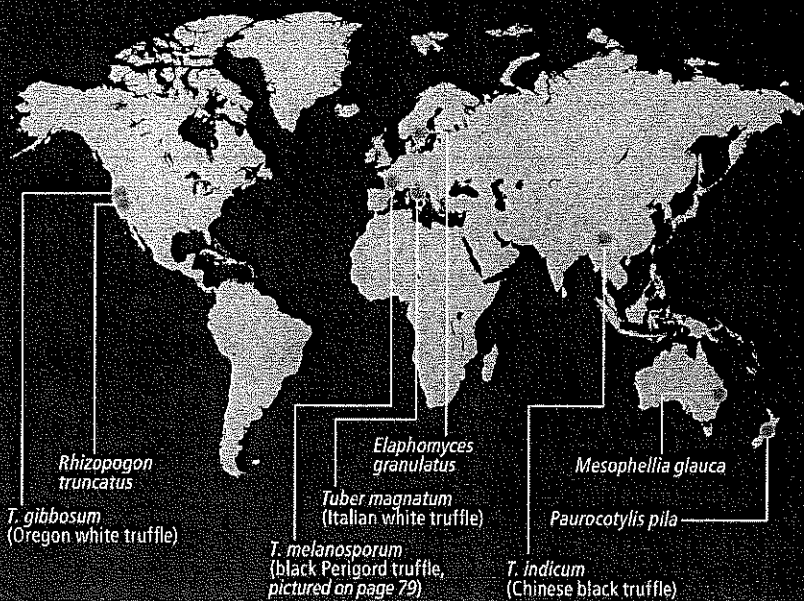 Rhizopogon
truncatus
T. gibbosum
(Oregon white truffle)
Elaphomyces
granulatus
Tuber magnatum
(Italian white truffle)
T. melanosporum
(black Perigord truffle,
pictured on page 79)
Mesophellia glauca
Paurocotylis pila
T. indicum
(Chinese black truffle)